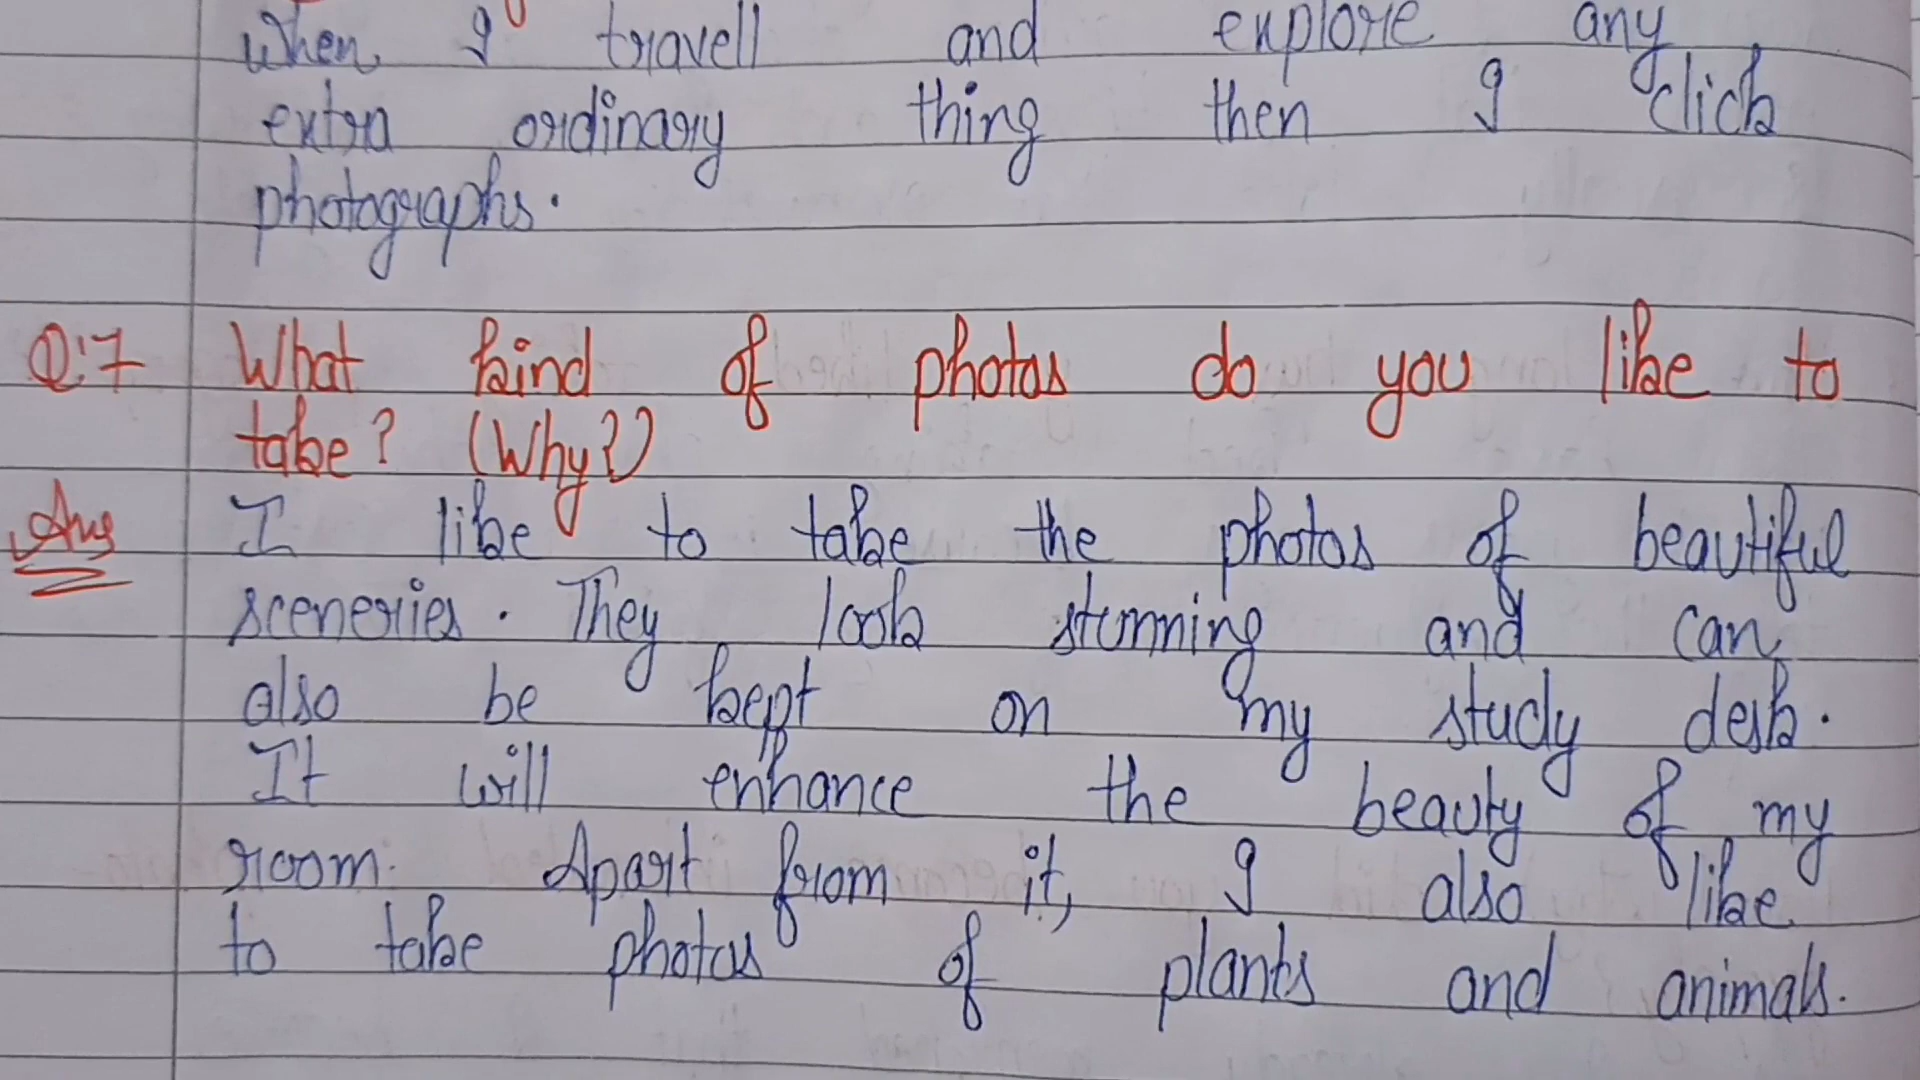 when I travell and explore any
extra ordinary thing then I click
photographs.
Q:7 What kind of photos do you like to
take? (Why?)
Ans I like to take the photos of beautiful
sceneries. They look stunning and can
also be kept on my study desk.
It will enhance the beauty of my
room. Apart from it, I also like
to take photos of plants and animals.